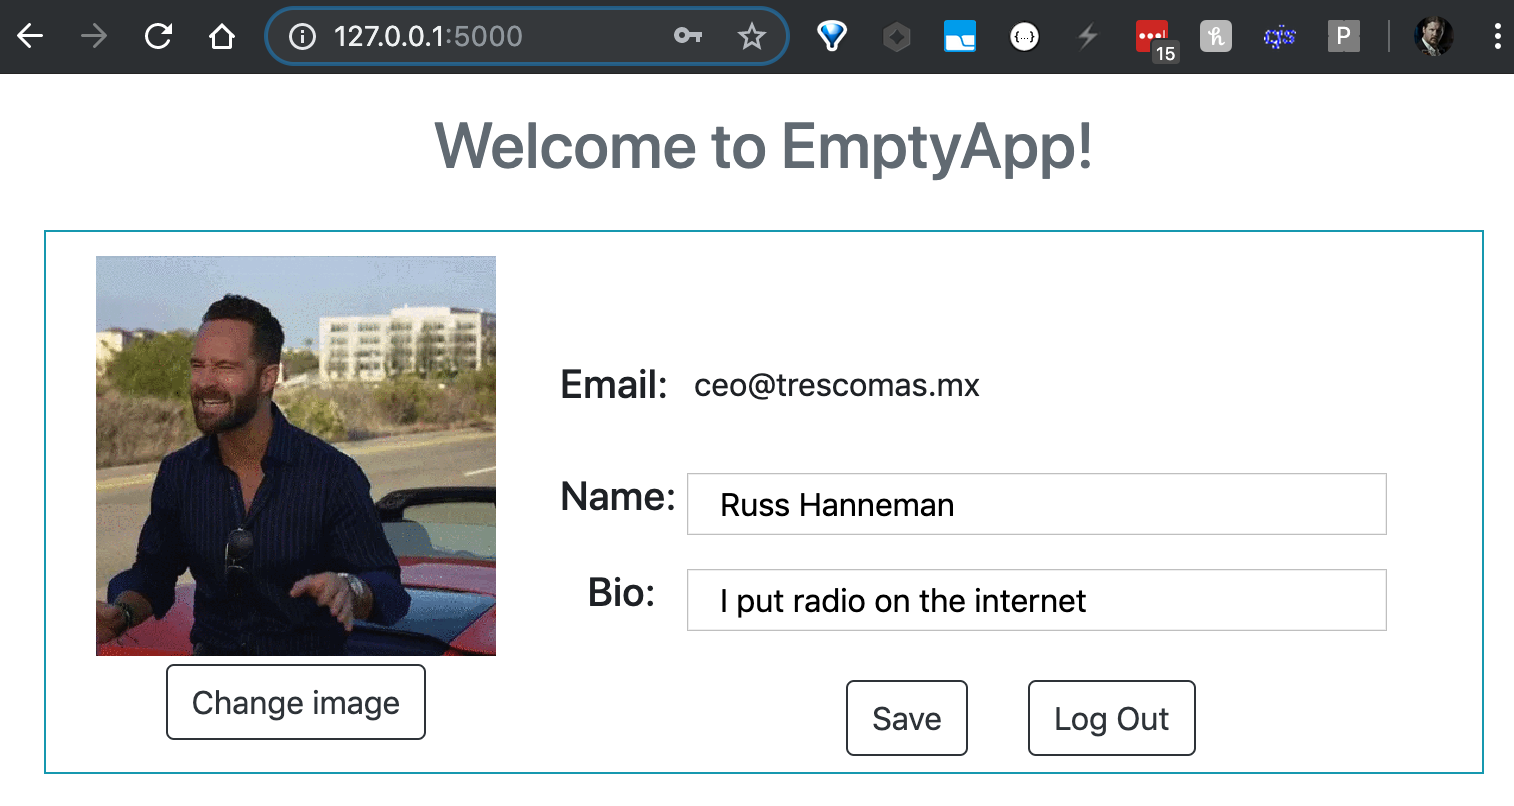 127.0.0.1:5000
{...}
15
P
Welcome to EmptyApp!
Email: ceo@trescomas.mx
Name: Russ Hanneman
Bio: I put radio on the internet
Change image
Save Log Out